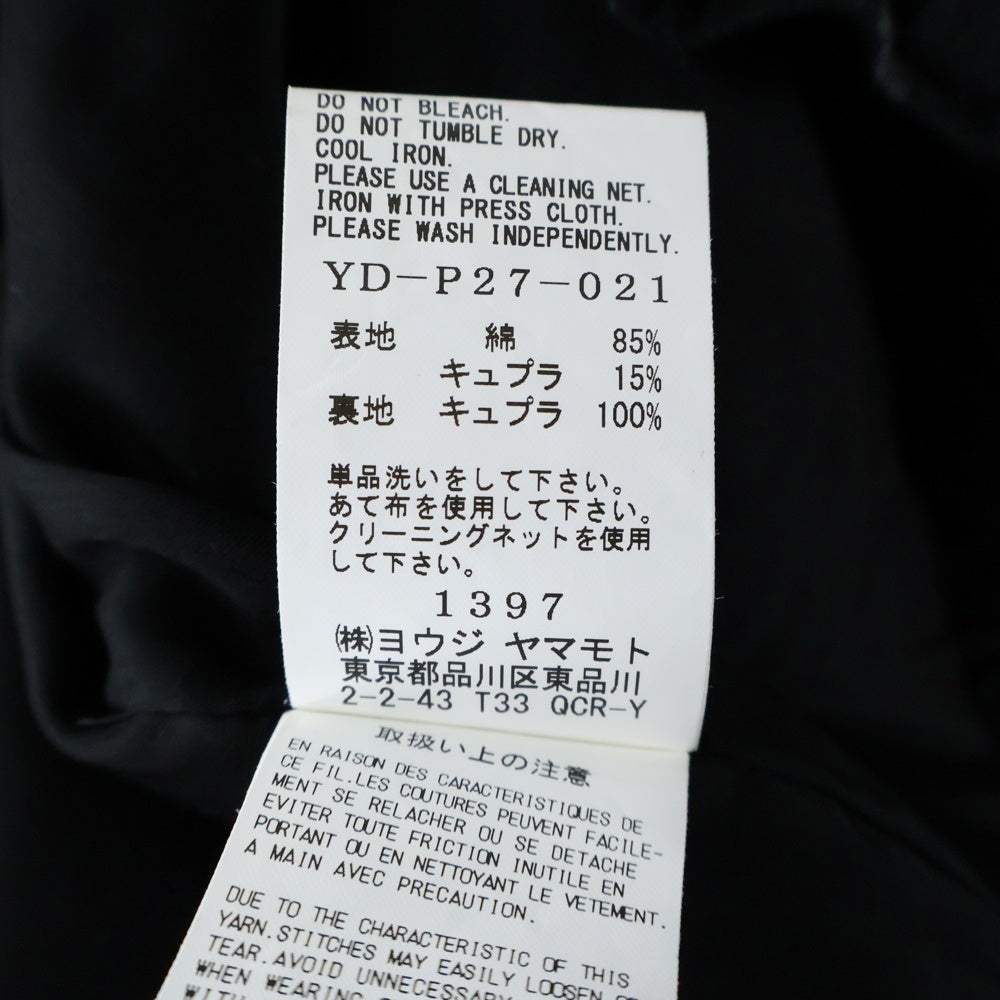 DO NOT BLEACH.
DO NOT TUMBLE DRY.
COOL IRON.
PLEASE USE A CLEANING NET.
IRON WITH PRESS CLOTH.
PLEASE WASH INDEPENDENTLY.
YD-P27-021
表地 綿 85%
キュプラ 15%
裏地 キュプラ 100%
単品洗いをして下さい。
あて布を使用して下さい。
クリーニングネットを使用
して下さい。
1397
㈱ヨウジ ヤマモト
東京都品川区東品川
2-2-43 T33 QCR-Y
取扱い上の注意
EN RAISON DES CARACTERISTIQUES DE
CE FIL.LES COUTURES PEUVENT FACILE-
MENT SE RELACHER OU SE DETACHE
EVITER TOUTE FRICTION INUTILE EN
PORTANT OU EN NETTOYANT LE VETEMENT.
A MAIN AVEC PRECAUTION.
DUE TO THE CHARACTERISTIC OF THIS
YARN.STITCHES MAY EASILY LOOSEN OR
TEAR.AVOID UNNECESSARY
WHEN WEARING